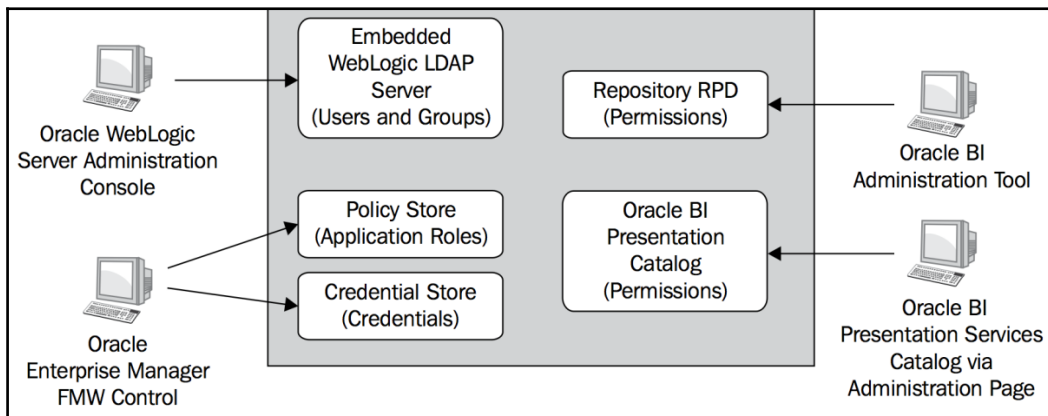 Embedded
WebLogic LDAP
Server
(Users and Groups)
Repository RPD
(Permissions)
Oracle WebLogic
Server Administration
Console
Oracle BI
Administration Tool
Policy Store
(Application Roles)
Oracle BI
Presentation
Catalog
(Permissions)
Credential Store
(Credentials)
Oracle
Enterprise Manager
FMW Control
Oracle BI
Presentation Services
Catalog via
Administration Page